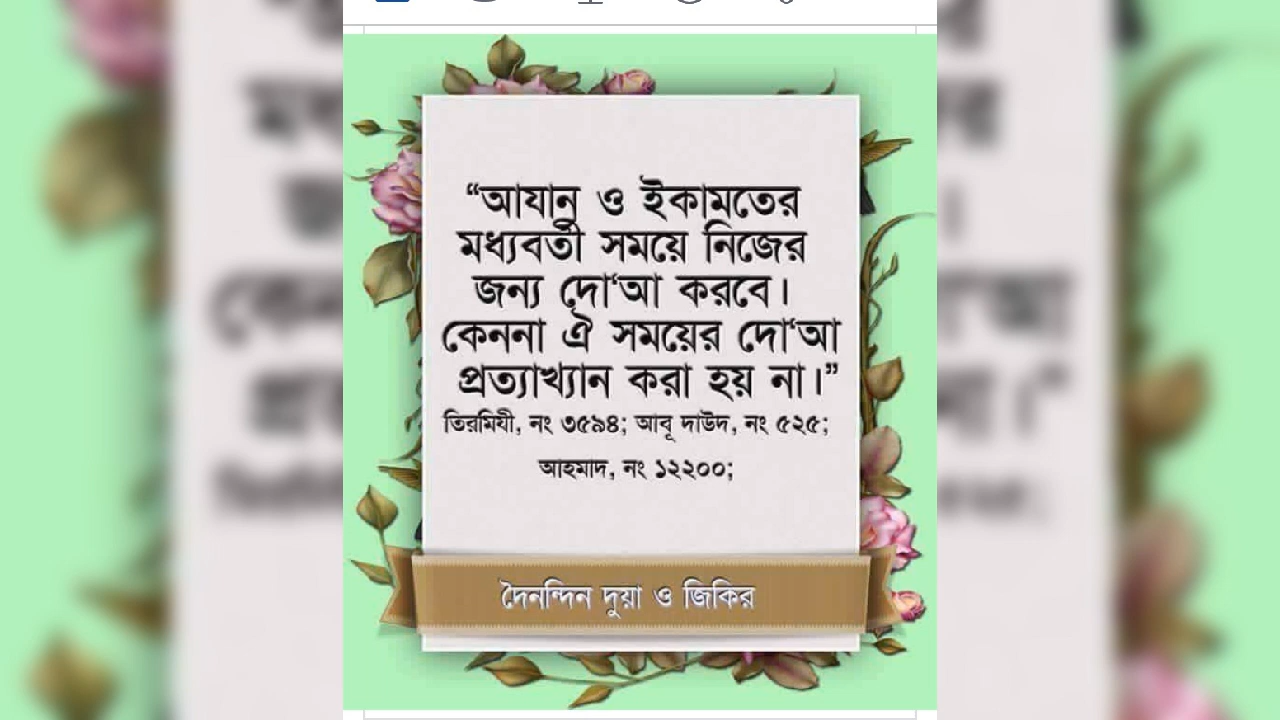 “আযান ও ইকামতের
মধ্যবর্তী সময়ে নিজের
জন্য দো‘আ করবে।
কেননা ঐ সময়ের দো‘আ
প্রত্যাখ্যান করা হয় না।”
তিরমিযী, নং ৩৫৯৪; আবূ দাউদ, নং ৫২৫;
আহমাদ, নং ১২২০০;
দৈনন্দিন দুয়া ও জিকির